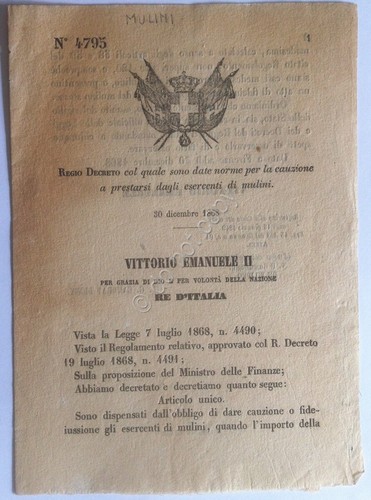 MULINI
N° 4795
1
REGIO DECRETO col quale sono date norme per la cauzione
a prestarsi dagli esercenti di mulini.
30 dicembre 1868
VITTORIO EMANUELE II
PER GRAZIA DI DIO E PER VOLONTÀ DELLA NAZIONE
RE D'ITALIA
Vista la Legge 7 luglio 1868, n. 4490;
Visto il Regolamento relativo, approvato col R. Decreto
19 luglio 1868, n. 4491;
Sulla proposizione del Ministro delle Finanze;
Abbiamo decretato e decretiamo quanto segue:
Articolo unico.
Sono dispensati dall'obbligo di dare cauzione o fide-
iussione gli esercenti di mulini, quando l'importo della